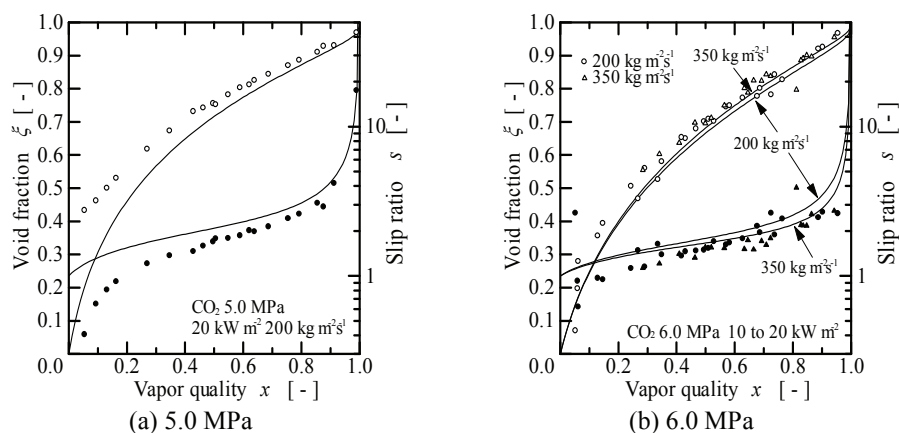 1.0
0.9
0.8
0.7
0.6
0.5
0.4
0.3
0.2
0.1
0.0
Void fraction ξ [ - ]
10
1
Slip ratio s [ - ]
CO2 5.0 MPa
20 kW m-2 200 kg m-2s-1
0.0 0.2 0.4 0.6 0.8 1.0
Vapor quality x [ - ]
(a) 5.0 MPa
1.0
0.9
0.8
0.7
0.6
0.5
0.4
0.3
0.2
0.1
0.0
Void fraction ξ [ - ]
200 kg m-2s-1
350 kg m-2s-1
350 kg m-2s-1
200 kg m-2s-1
350 kg m-2s-1
10
1
Slip ratio s [ - ]
CO2 6.0 MPa 10 to 20 kW m-2
0.0 0.2 0.4 0.6 0.8 1.0
Vapor quality x [ - ]
(b) 6.0 MPa